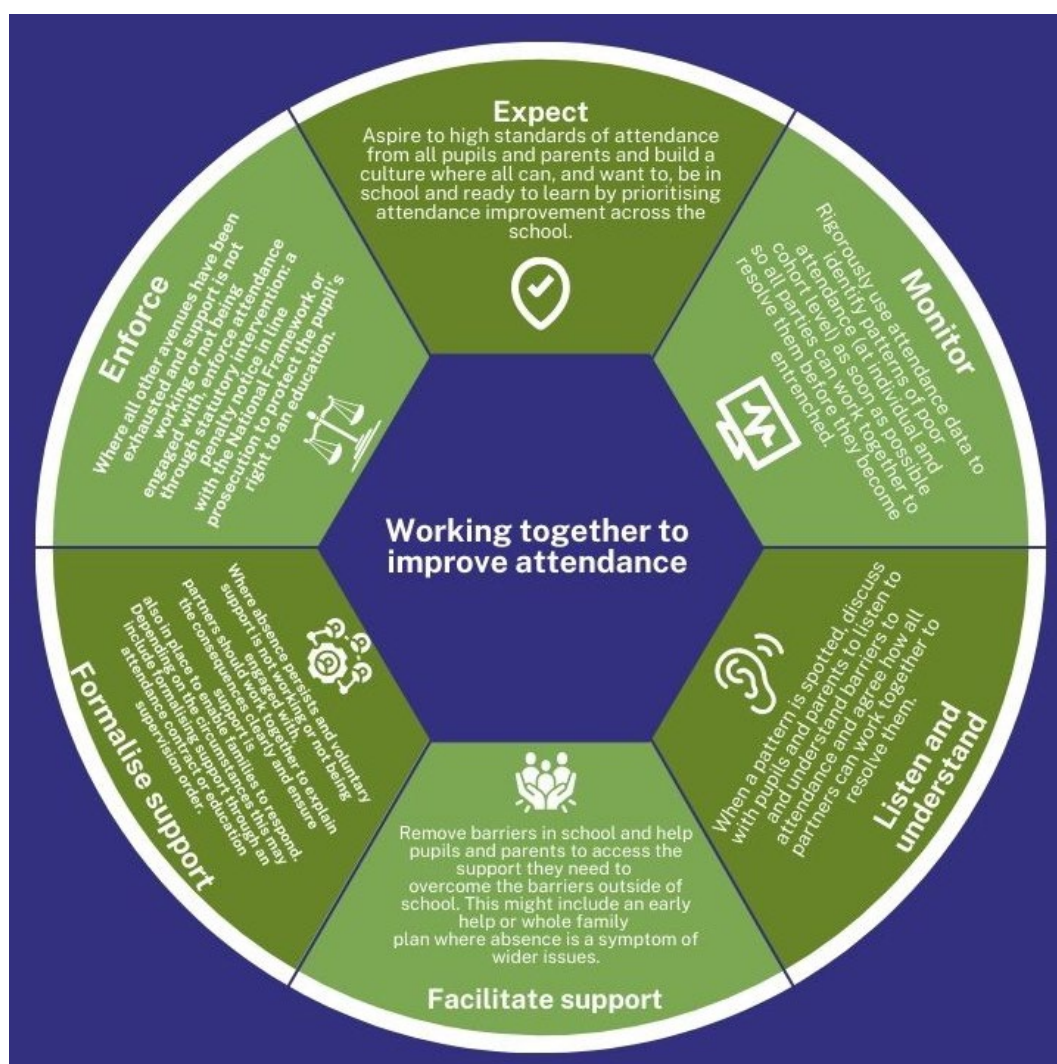 Working together to
improve attendance
Expect
Aspire to high standards of attendance
from all pupils and parents and build a
culture where all can, and want to, be in
school and ready to learn by prioritising
attendance improvement across the
school.
Monitor
Rigorously use attendance data to
identify patterns of poor
attendance (at individual and
cohort level) as soon as possible
so all parties can work together to
resolve them before they become
entrenched.
When a pattern is spotted, discuss
with pupils and parents to listen to
and understand barriers to
attendance and agree how all
partners can work together to
resolve them.
Listen and
understand
Remove barriers in school and help
pupils and parents to access the
support they need to
overcome the barriers outside of
school. This might include an early
help or whole family
plan where absence is a symptom of
wider issues.
Facilitate support
Where absence persists and voluntary
support is not working or not being
engaged with,
partners should work together to explain
the consequences clearly and ensure
support is
also in place to enable families to respond.
Depending on the circumstances this may
include formalising support through an
attendance contract or education
supervision order.
Formalise support
Enforce
Where all other avenues have been
exhausted and support is not
working or not being
engaged with, enforce attendance
through statutory intervention: a
penalty notice in line
with the National Framework or
prosecution to protect the pupil's
right to an education.